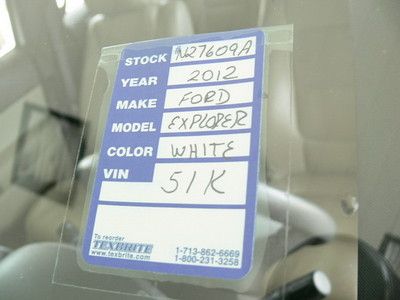 STOCK N27609A
YEAR 2012
MAKE FORD
MODEL EXPLORER
COLOR WHITE
VIN
51K
To reorder
TEXBRITE 1-713-862-6669
www.texbrite.com 1-800-231-3258